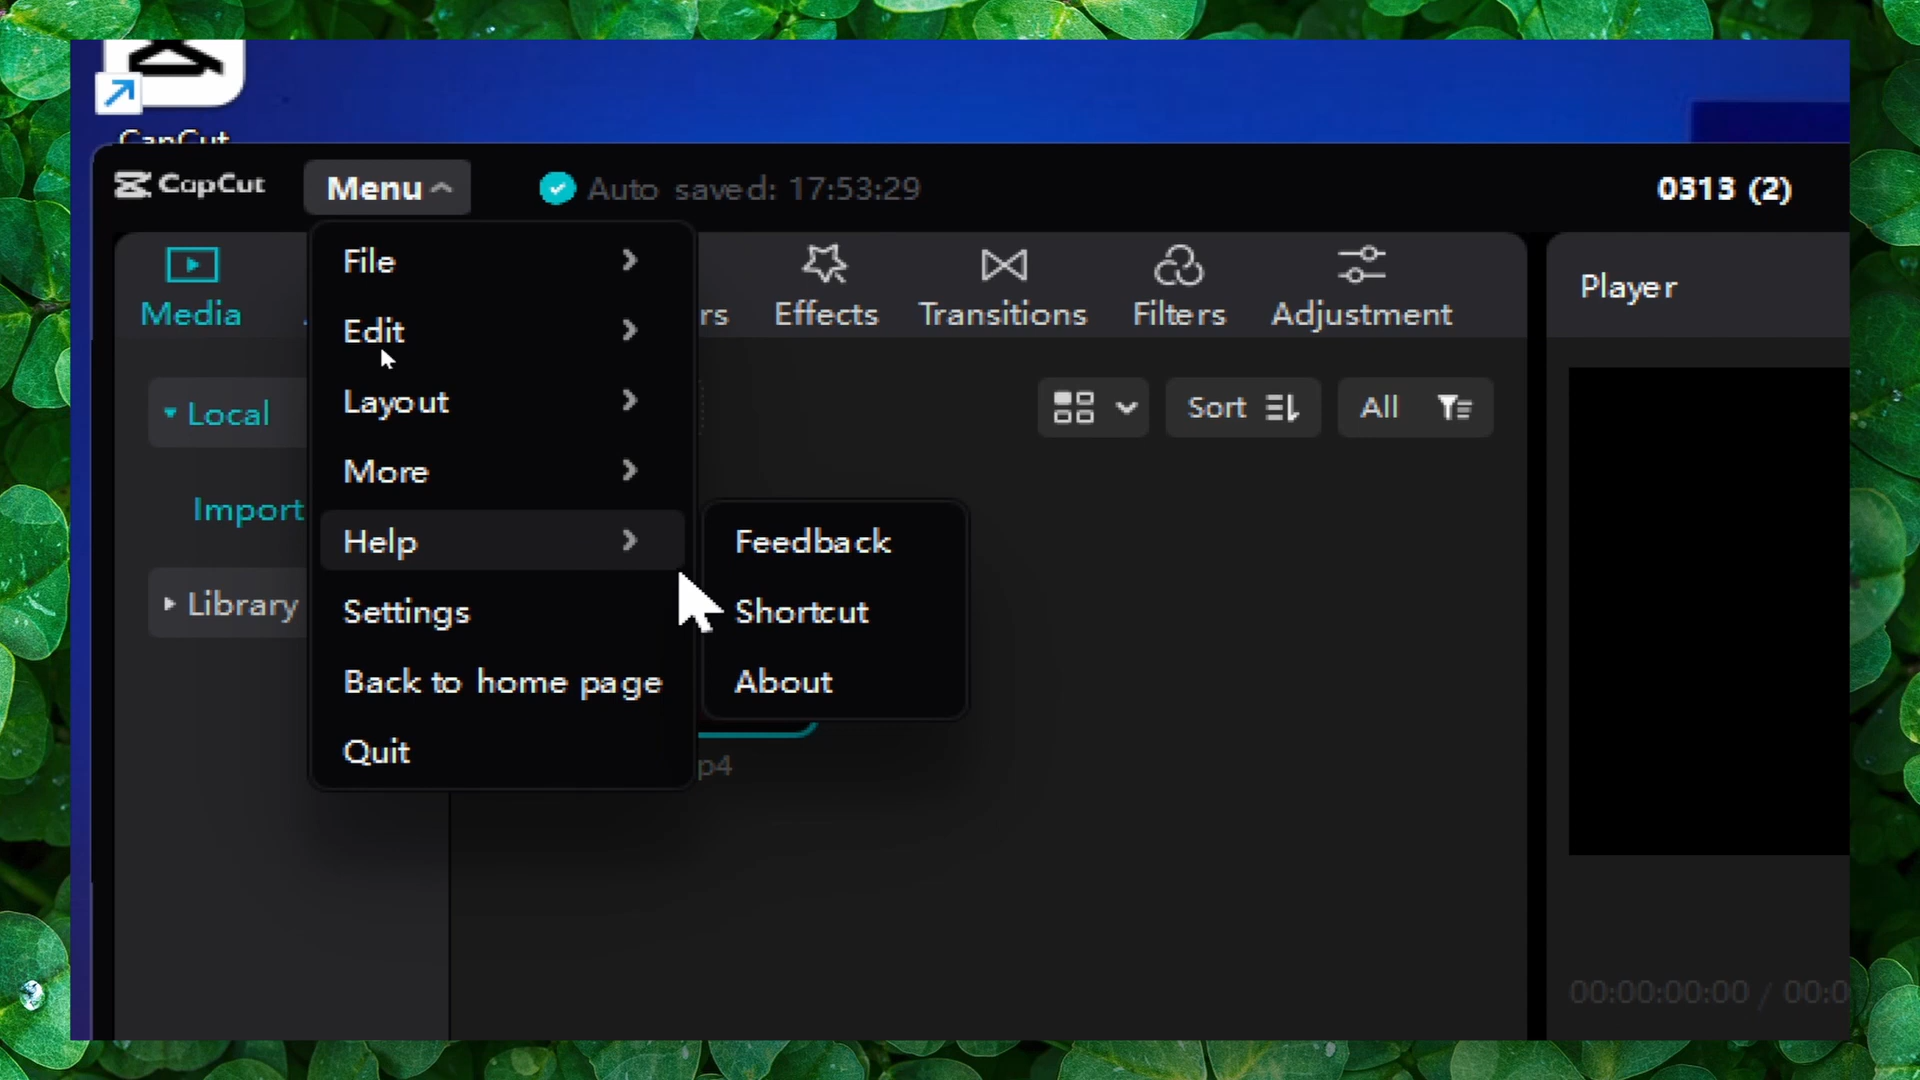 CapCut
CapCut
Menu
Auto saved: 17:53:29
0313 (2)
Media
rs
Effects
Transitions
Filters
Adjustment
Player
File
Edit
Layout
More
Help
Settings
Back to home page
Quit
Local
Import
Library
Sort
All
Feedback
Shortcut
About
p4
00:00:00:00 / 00:0